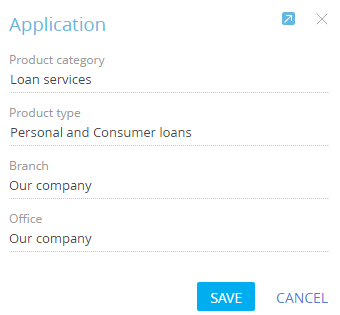 Application
Product category
Loan services
Product type
Personal and Consumer loans
Branch
Our company
Office
Our company
SAVE CANCEL